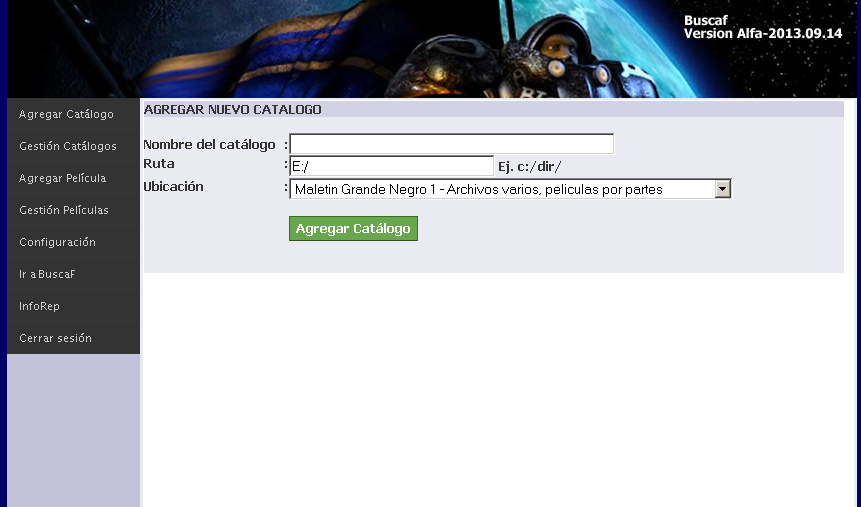 Buscaf
Version Alfa-2013.09.14
Agregar Catálogo
Gestión Catálogos
Agregar Película
Gestión Películas
Configuración
Ir a BuscaF
InfoRep
Cerrar sesión
AGREGAR NUEVO CATALOGO
Nombre del catálogo :
Ruta : E:/ Ej. c:/dir/
Ubicación : Maletin Grande Negro 1 - Archivos varios, peliculas por partes
Agregar Catálogo